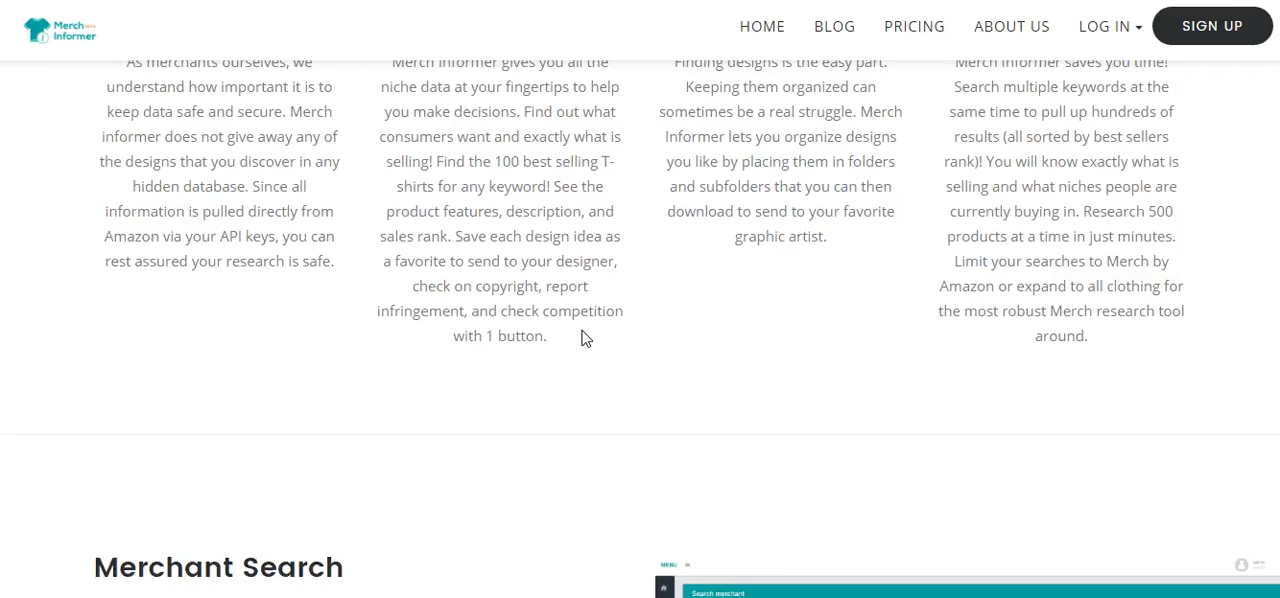 Merch
Informer
HOME BLOG PRICING ABOUT US LOG IN SIGN UP
As merchants ourselves, we
understand how important it is to
keep data safe and secure. Merch
informer does not give away any of
the designs that you discover in any
hidden database. Since all
information is pulled directly from
Amazon via your API keys, you can
rest assured your research is safe.
Merch Informer gives you all the
niche data at your fingertips to help
you make decisions. Find out what
consumers want and exactly what is
selling! Find the 100 best selling T-
shirts for any keyword! See the
product features, description, and
sales rank. Save each design idea as
a favorite to send to your designer,
check on copyright, report
infringement, and check competition
with 1 button.
Finding designs is the easy part.
Keeping them organized can
sometimes be a real struggle. Merch
Informer lets you organize designs
you like by placing them in folders
and subfolders that you can then
download to send to your favorite
graphic artist.
Merch Informer saves you time!
Search multiple keywords at the
same time to pull up hundreds of
results (all sorted by best sellers
rank)! You will know exactly what is
selling and what niches people are
currently buying in. Research 500
products at a time in just minutes.
Limit your searches to Merch by
Amazon or expand to all clothing for
the most robust Merch research tool
around.
Merchant Search
MENU
Search merchant